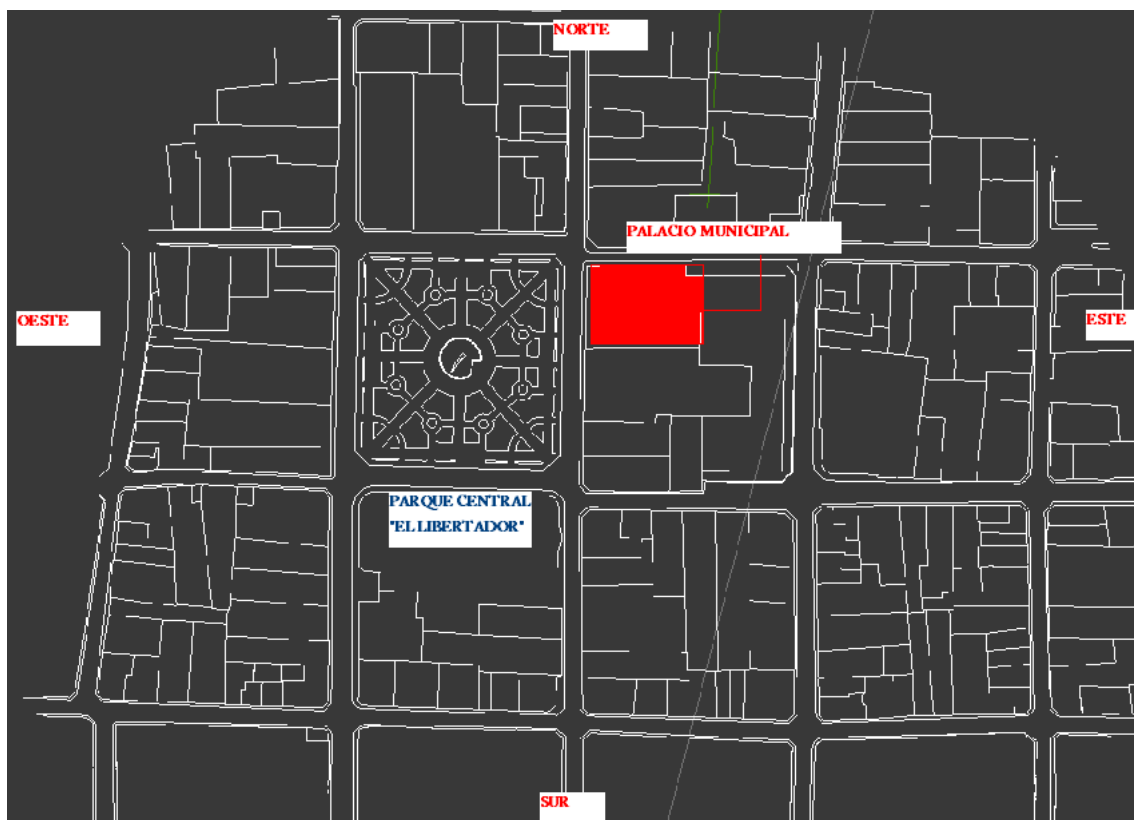 NORTE
PALACIO MUNICIPAL
OESTE
ESTE
PARQUE CENTRAL
"EL LIBERTADOR"
SUR